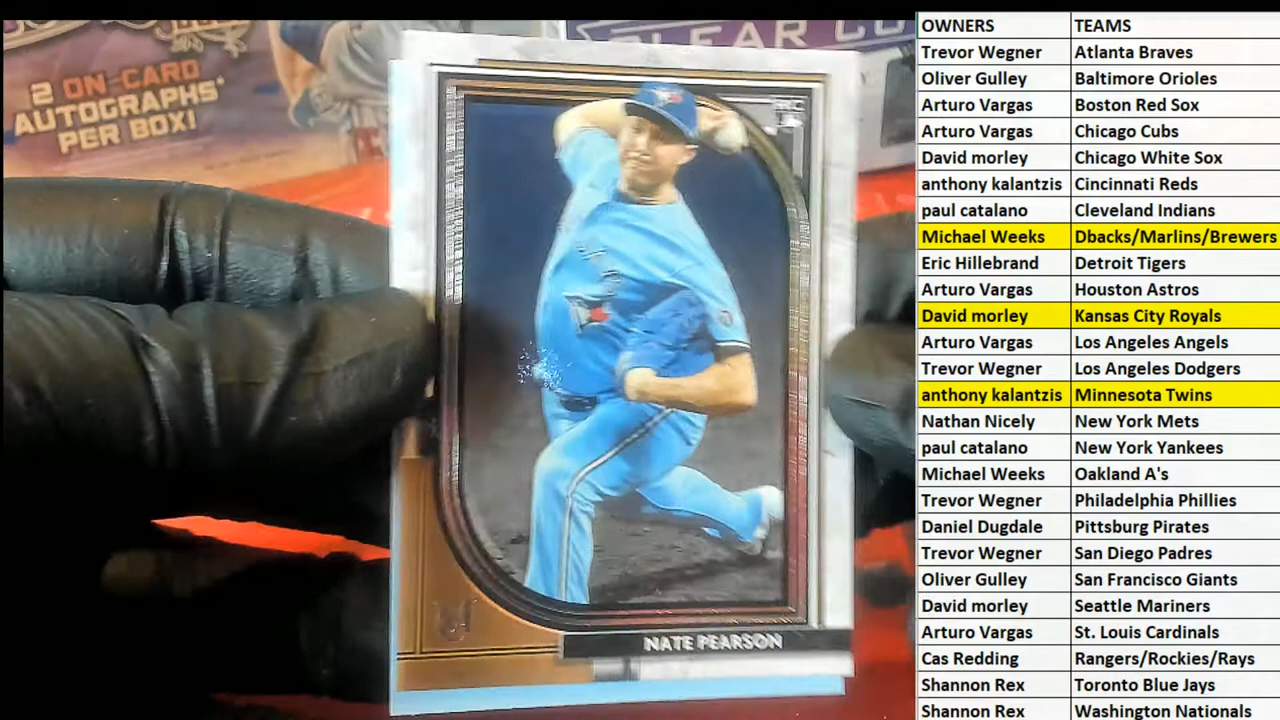 2 ON-CARD
AUTOGRAPHS
PER BOX!
NATE PEARSON
OWNERS TEAMS
Trevor Wegner Atlanta Braves
Oliver Gulley Baltimore Orioles
Arturo Vargas Boston Red Sox
Arturo Vargas Chicago Cubs
David morley Chicago White Sox
anthony kalantzis Cincinnati Reds
paul catalano Cleveland Indians
Michael Weeks Dbacks/Marlins/Brewers
Eric Hillebrand Detroit Tigers
Arturo Vargas Houston Astros
David morley Kansas City Royals
Arturo Vargas Los Angeles Angels
Trevor Wegner Los Angeles Dodgers
anthony kalantzis Minnesota Twins
Nathan Nicely New York Mets
paul catalano New York Yankees
Michael Weeks Oakland A's
Trevor Wegner Philadelphia Phillies
Daniel Dugdale Pittsburg Pirates
Trevor Wegner San Diego Padres
Oliver Gulley San Francisco Giants
David morley Seattle Mariners
Arturo Vargas St. Louis Cardinals
Cas Redding Rangers/Rockies/Rays
Shannon Rex Toronto Blue Jays
Shannon Rex Washington Nationals